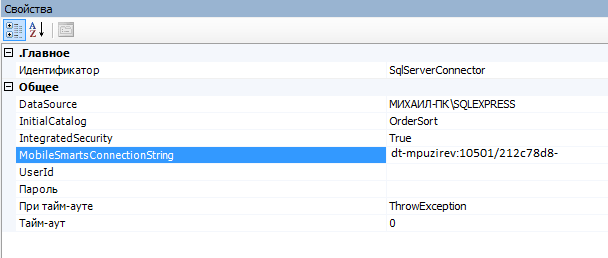 Свойства
A
Z
.Главное
Идентификатор SqlServerConnector
Общее
DataSource МИХАИЛ-ПК\SQLEXPRESS
InitialCatalog OrderSort
IntegratedSecurity True
MobileSmartsConnectionString dt-mpuzirev:10501/212c78d8-
UserId
Пароль
При тайм-ауте ThrowException
Тайм-аут 0